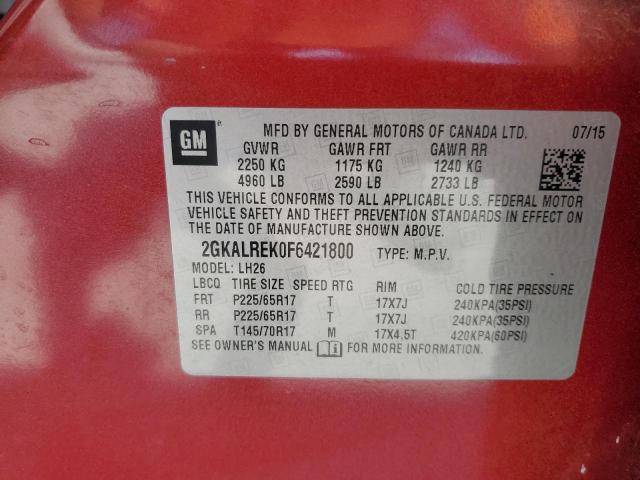 GM MFD BY GENERAL MOTORS OF CANADA LTD. 07/15
GVWR GAWR FRT GAWR RR
2250 KG 1175 KG 1240 KG
4960 LB 2590 LB 2733 LB
THIS VEHICLE CONFORMS TO ALL APPLICABLE U.S. FEDERAL MOTOR
VEHICLE SAFETY AND THEFT PREVENTION STANDARDS IN EFFECT ON
THE DATE OF MANUFACTURE SHOWN ABOVE.
2GKALREK0F6421800 TYPE: M.P.V.
MODEL: LH26
LBCQ TIRE SIZE SPEED RTG RIM COLD TIRE PRESSURE
FRT P225/65R17 T 17X7J 240KPA(35PSI)
RR P225/65R17 T 17X7J 240KPA(35PSI)
SPA T145/70R17 M 17X4.5T 420KPA(60PSI)
SEE OWNER'S MANUAL FOR MORE INFORMATION.